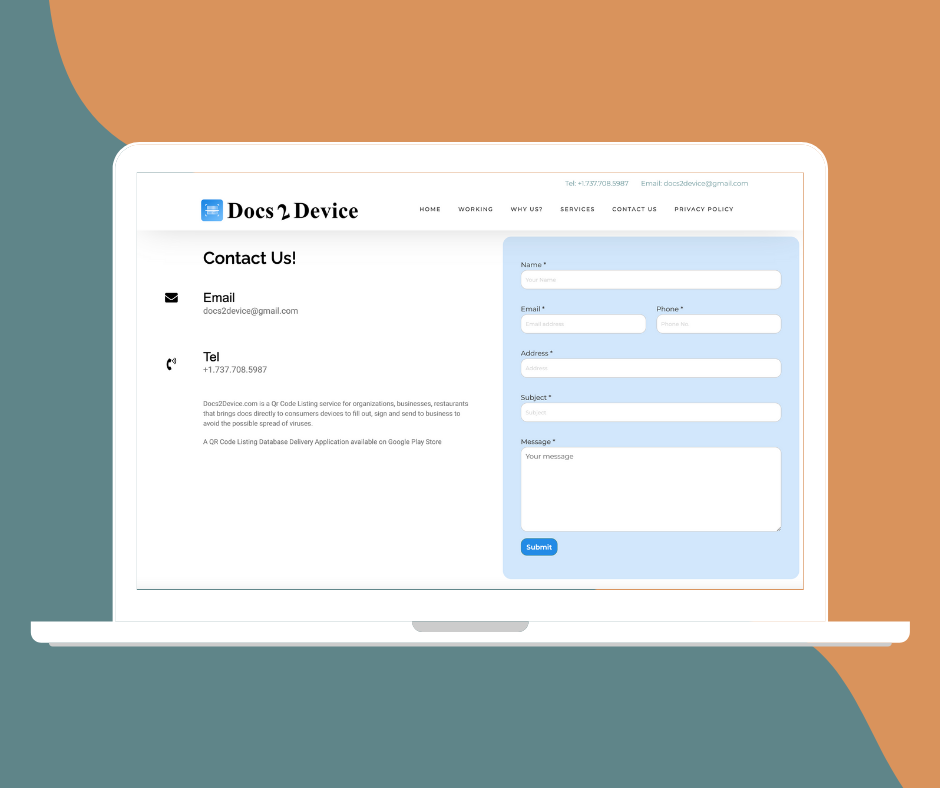 Tel: +1.737.708.5987 Email: docs2device@gmail.com
Docs 2 Device
HOME WORKING WHY US? SERVICES CONTACT US PRIVACY POLICY
Contact Us!
Email
docs2device@gmail.com
Tel
+1.737.708.5987
Docs2Device.com is a Qr Code Listing service for organizations, businesses, restaurants
that brings docs directly to consumers devices to fill out, sign and send to business to
avoid the possible spread of viruses.
A QR Code Listing Database Delivery Application available on Google Play Store
Name *
Your Name
Email * Phone *
Email address Phone No
Address *
Address
Subject *
Subject
Message *
Your message
Submit